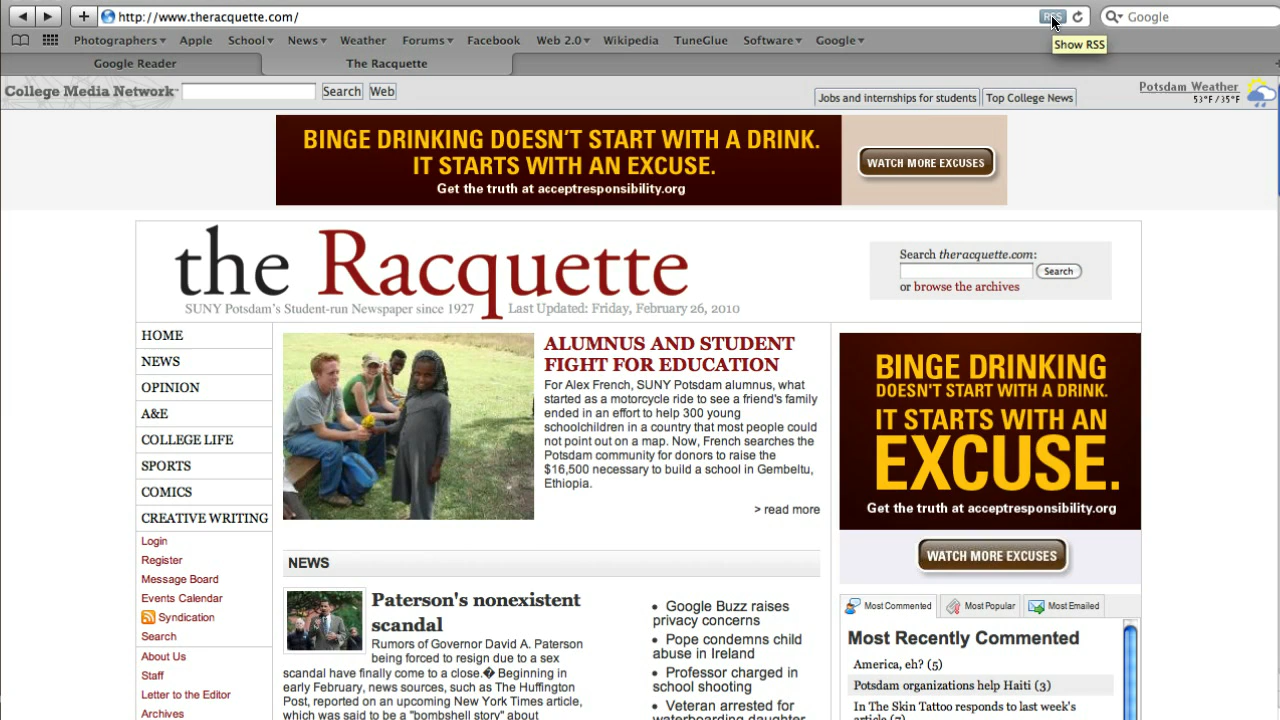 http://www.theracquette.com/
RSS
Google
Photographers
Apple
School
News
Weather
Forums
Facebook
Web 2.0
Wikipedia
TuneGlue
Software
Google
Show RSS
Google Reader
The Racquette
College Media Network
Search
Web
Jobs and internships for students
Top College News
Potsdam Weather
53°F/35°F
BINGE DRINKING DOESN'T START WITH A DRINK.
IT STARTS WITH AN EXCUSE.
Get the truth at acceptresponsibility.org
WATCH MORE EXCUSES
the Racquette
SUNY Potsdam's Student-run Newspaper since 1927
Last Updated: Friday, February 26, 2010
Search theracquette.com:
Search
or browse the archives
HOME
NEWS
OPINION
A&E
COLLEGE LIFE
SPORTS
COMICS
CREATIVE WRITING
Login
Register
Message Board
Events Calendar
Syndication
Search
About Us
Staff
Letter to the Editor
Archives
ALUMNUS AND STUDENT
FIGHT FOR EDUCATION
For Alex French, SUNY Potsdam alumnus, what
started as a motorcycle ride to see a friend's family
ended in an effort to help 300 young
schoolchildren in a country that most people could
not point out on a map. Now, French searches the
Potsdam community for donors to raise the
$16,500 necessary to build a school in Gembeltu,
Ethiopia.
> read more
NEWS
Paterson's nonexistent
scandal
Rumors of Governor David A. Paterson
being forced to resign due to a sex
scandal have finally come to a close.� Beginning in
early February, news sources, such as The Huffington
Post, reported on an upcoming New York Times article,
which was said to be a "bombshell story" about
• Google Buzz raises
privacy concerns
• Pope condemns child
abuse in Ireland
• Professor charged in
school shooting
• Veteran arrested for
waterboarding daughter
BINGE DRINKING
DOESN'T START WITH A DRINK.
IT STARTS WITH AN
EXCUSE.
Get the truth at acceptresponsibility.org
WATCH MORE EXCUSES
Most Commented
Most Popular
Most Emailed
Most Recently Commented
America, eh? (5)
Potsdam organizations help Haiti (3)
In The Skin Tattoo responds to last week's
article (7)